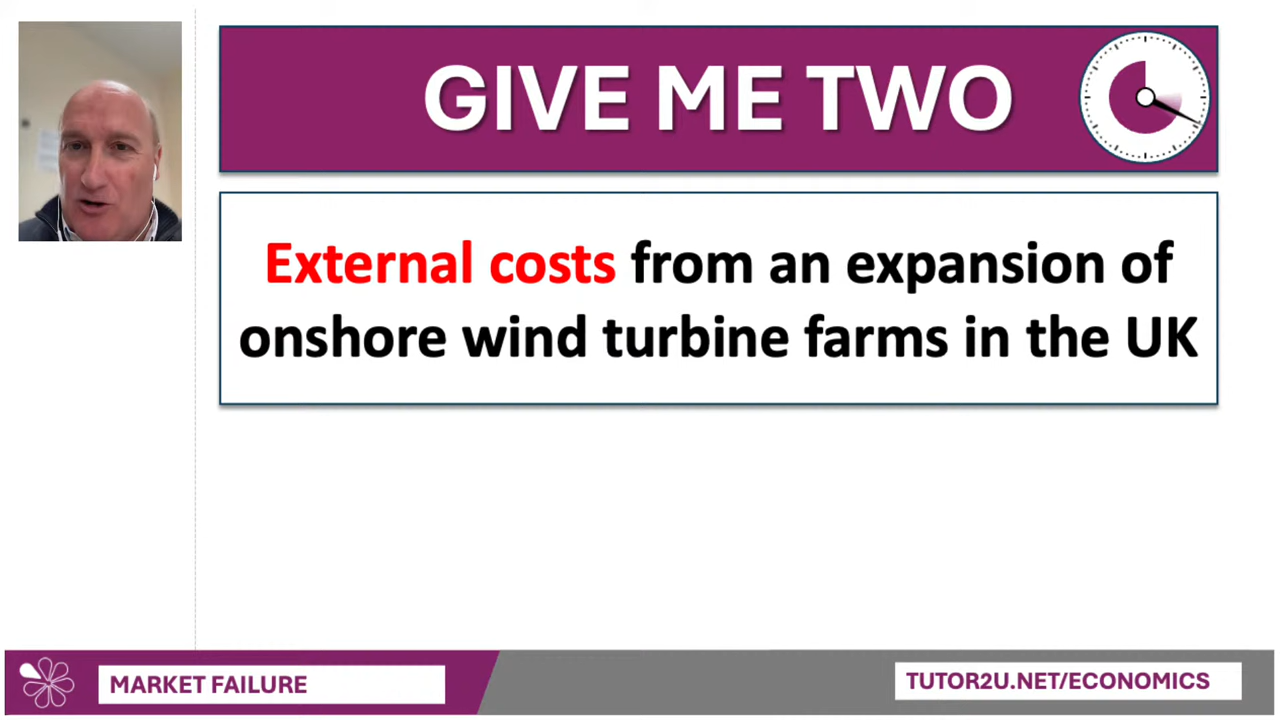 GIVE ME TWO
External costs from an expansion of
onshore wind turbine farms in the UK
MARKET FAILURE
TUTOR2U.NET/ECONOMICS